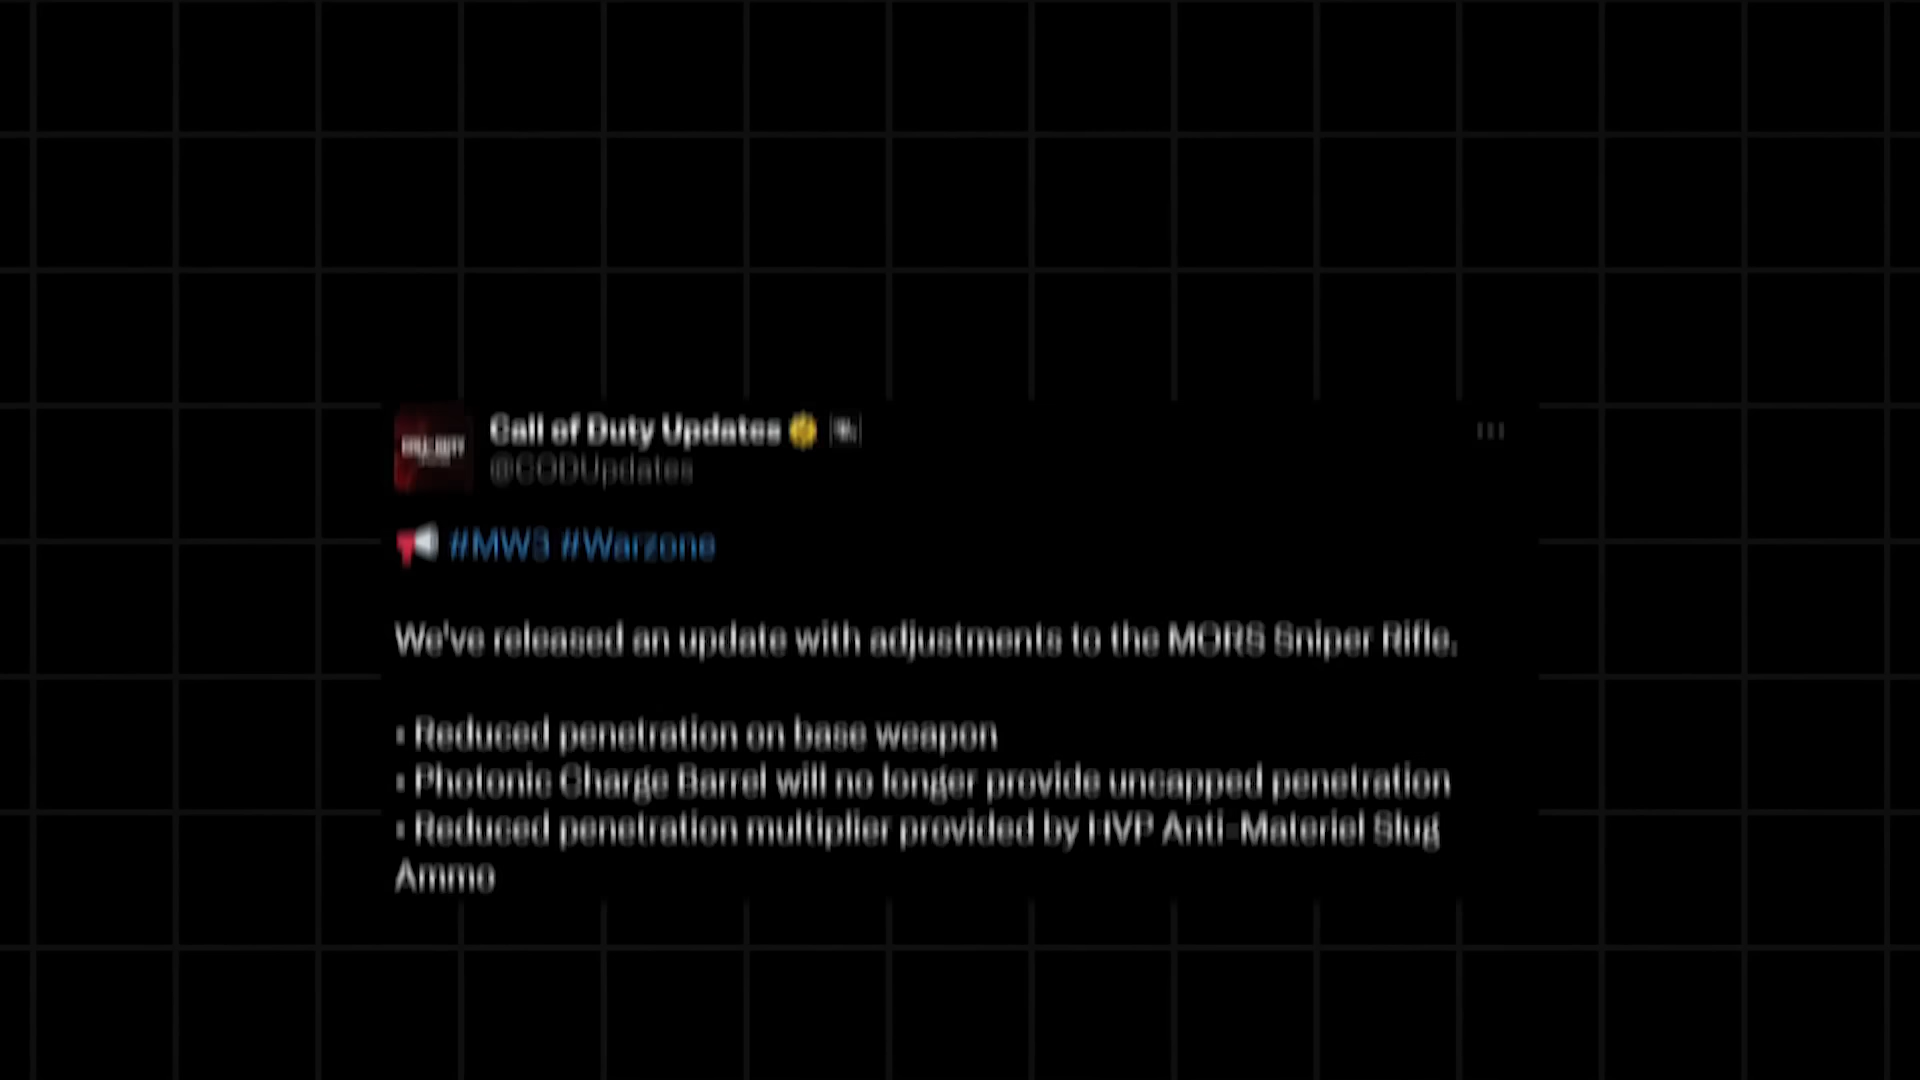 Call of Duty Updates
@CODUpdates
#MW3 #Warzone
We've released an update with adjustments to the MORS Sniper Rifle.
• Reduced penetration on base weapon
• Photonic Charge Barrel will no longer provide uncapped penetration
• Reduced penetration multiplier provided by HVP Anti-Materiel Slug
Ammo